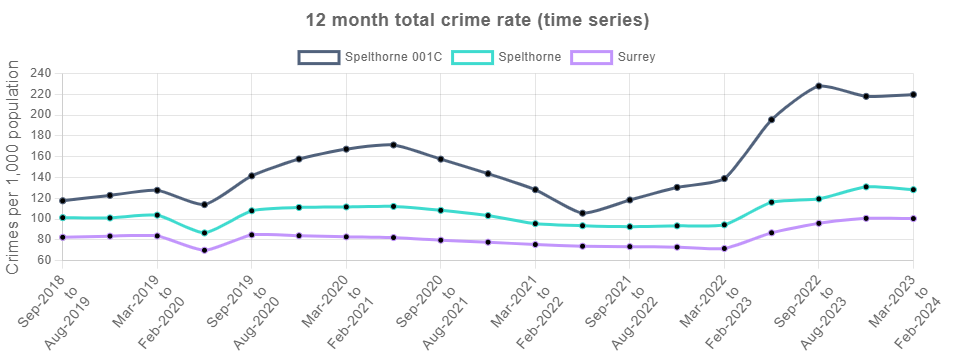 12 month total crime rate (time series)
Spelthorne 001C Spelthorne Surrey
Crimes per 1,000 population
240
220
200
180
160
140
120
100
80
60
Sep-2018
to
Aug-2019
Mar-2019
to
Feb-2020
Sep-2019
to
Aug-2020
Mar-2020
to
Feb-2021
Sep-2020
to
Aug-2021
Mar-2021
to
Feb-2022
Sep-2021
to
Aug-2022
Mar-2022
to
Feb-2023
Sep-2022
to
Aug-2023
Mar-2023
to
Feb-2024